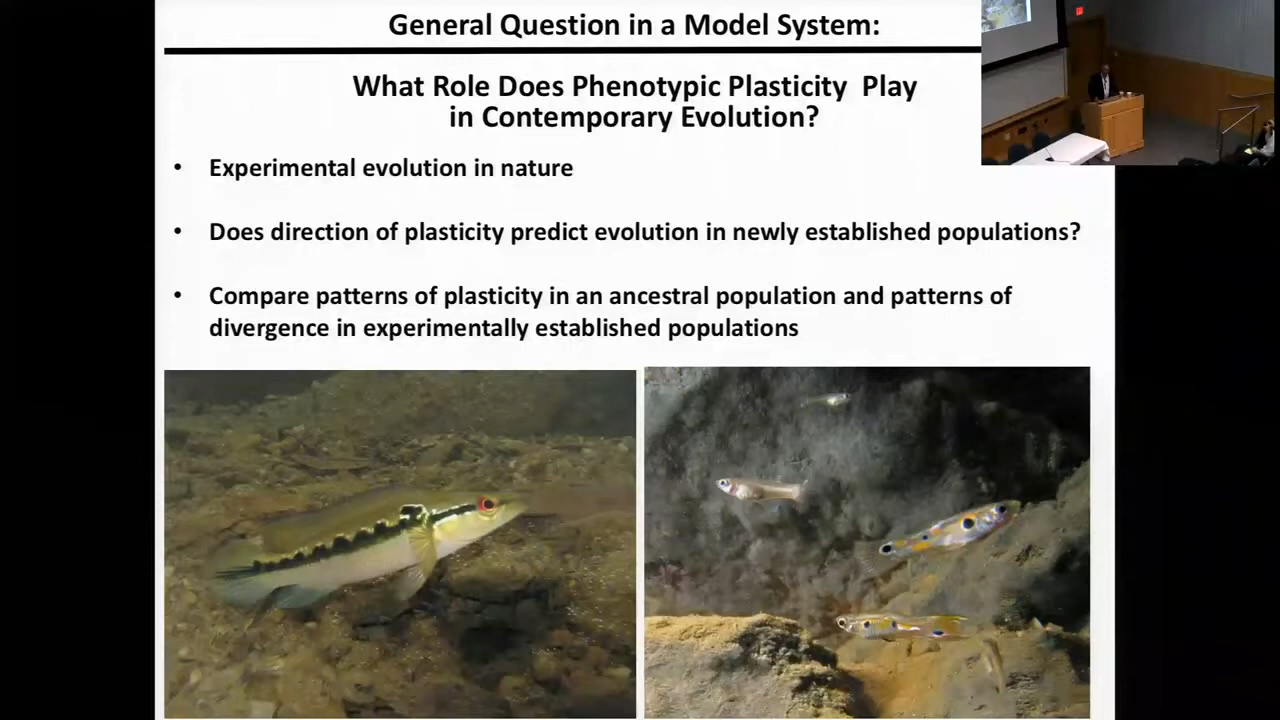 General Question in a Model System:
What Role Does Phenotypic Plasticity Play
in Contemporary Evolution?
• Experimental evolution in nature
• Does direction of plasticity predict evolution in newly established populations?
• Compare patterns of plasticity in an ancestral population and patterns of
divergence in experimentally established populations